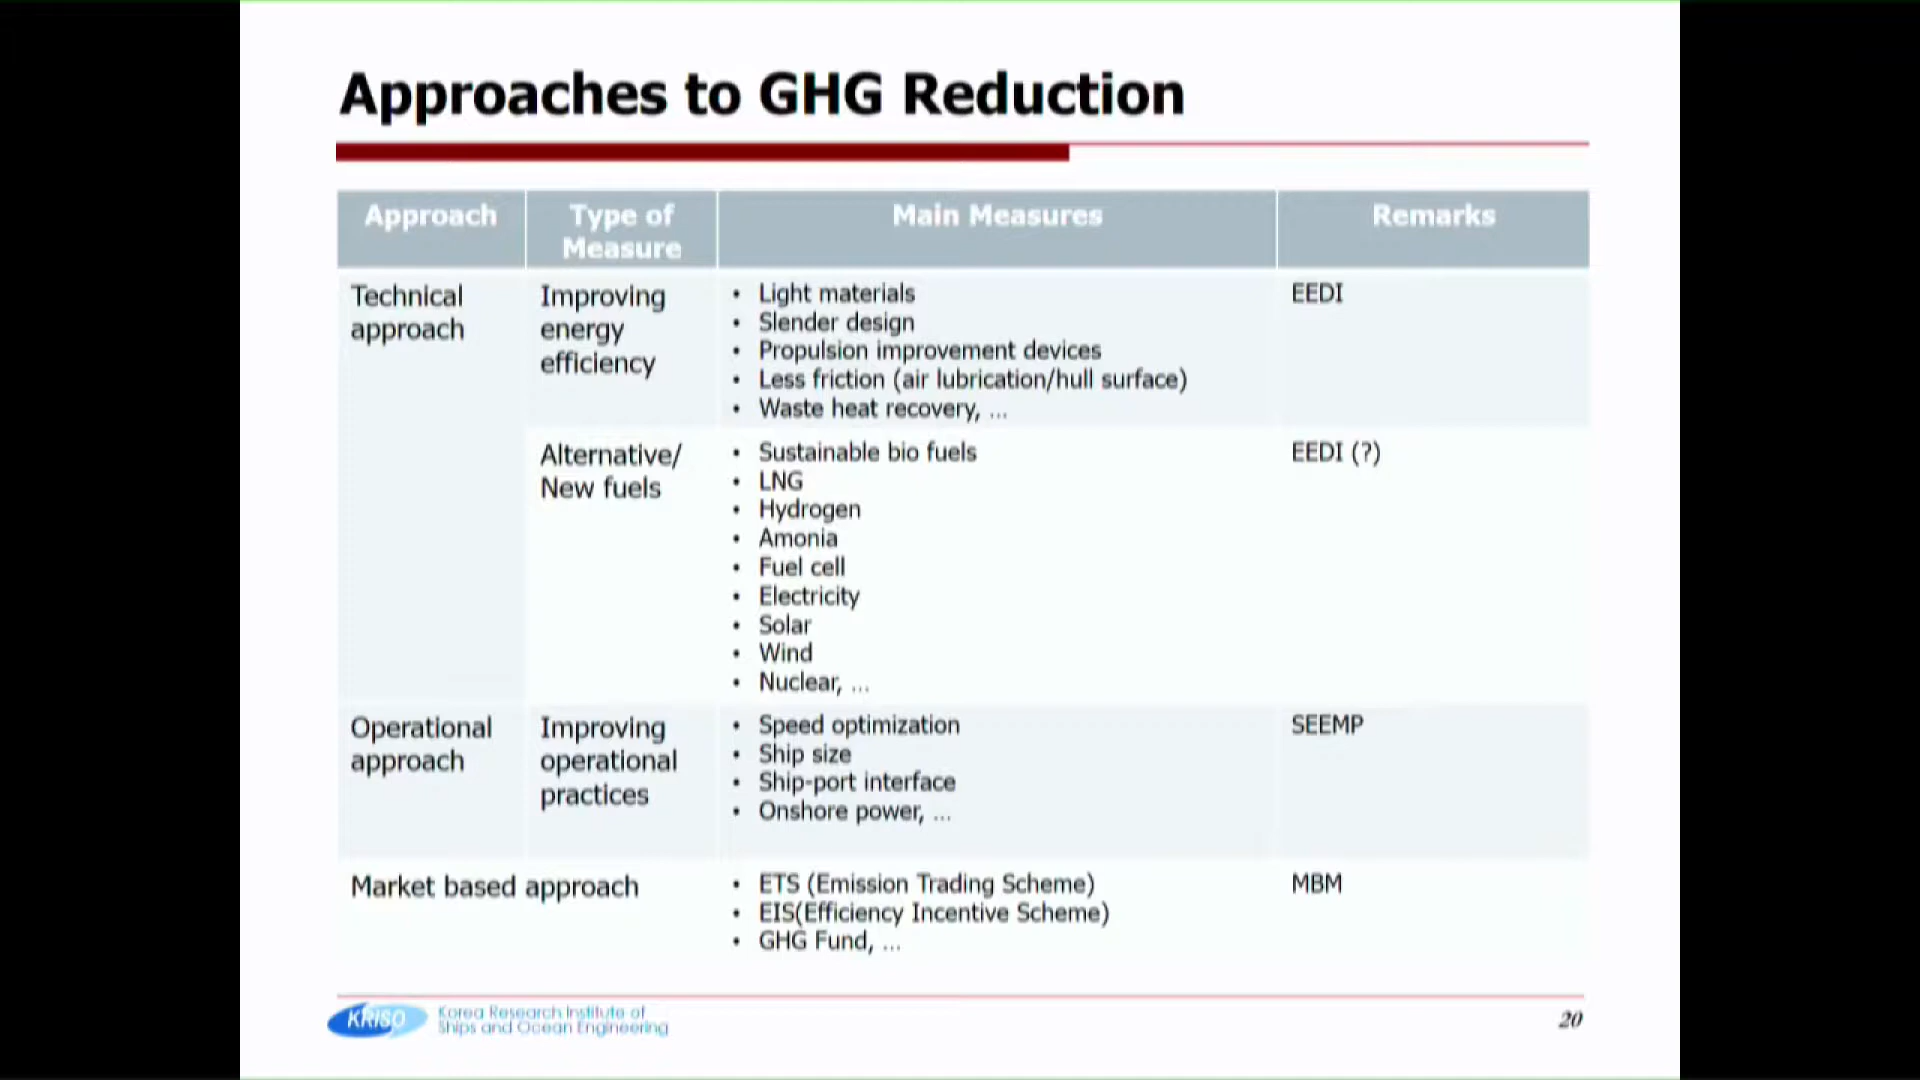 Approaches to GHG Reduction
Approach
Type of
Measure
Main Measures
Remarks
Technical
approach
Improving
energy
efficiency
• Light materials
• Slender design
• Propulsion improvement devices
• Less friction (air lubrication/hull surface)
• Waste heat recovery, ...
EEDI
Alternative/
New fuels
• Sustainable bio fuels
• LNG
• Hydrogen
• Amonia
• Fuel cell
• Electricity
• Solar
• Wind
• Nuclear, ...
EEDI (?)
Operational
approach
Improving
operational
practices
• Speed optimization
• Ship size
• Ship-port interface
• Onshore power, ...
SEEMP
Market based approach
• ETS (Emission Trading Scheme)
• EIS(Efficiency Incentive Scheme)
• GHG Fund, ...
MBM
KRISO
Korea Research Institute of
Ships and Ocean Engineering
20